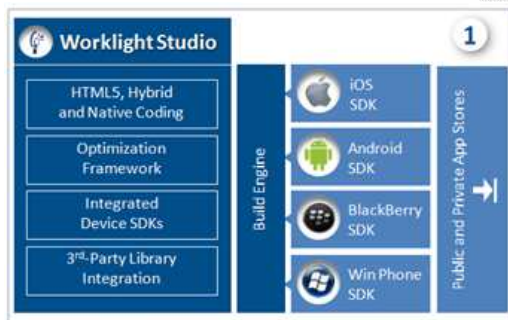 Worklight Studio
1
HTML5, Hybrid
and Native Coding
Optimization
Framework
Integrated
Device SDKs
3rd-Party Library
Integration
Build Engine
iOS
SDK
Android
SDK
BlackBerry
SDK
Win Phone
SDK
Public and Private App Stores